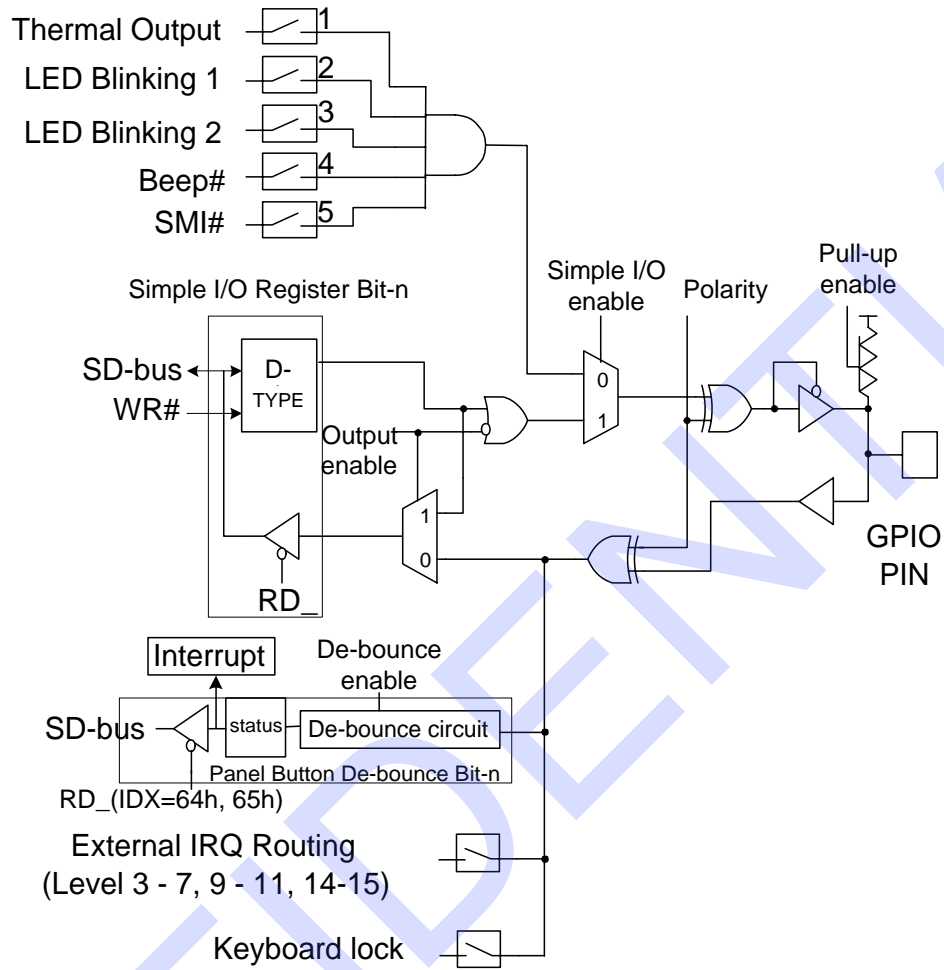 Thermal Output
1
LED Blinking 1
2
LED Blinking 2
3
Beep#
4
SMI#
5
Simple I/O
enable
Polarity
Pull-up
enable
Simple I/O Register Bit-n
SD-bus
WR#
D-
TYPE
0
1
Output
enable
1
0
RD_
GPIO
PIN
Interrupt
De-bounce
enable
SD-bus
status
De-bounce circuit
Panel Button De-bounce Bit-n
RD_(IDX=64h, 65h)
External IRQ Routing
(Level 3 - 7, 9 - 11, 14-15)
Keyboard lock